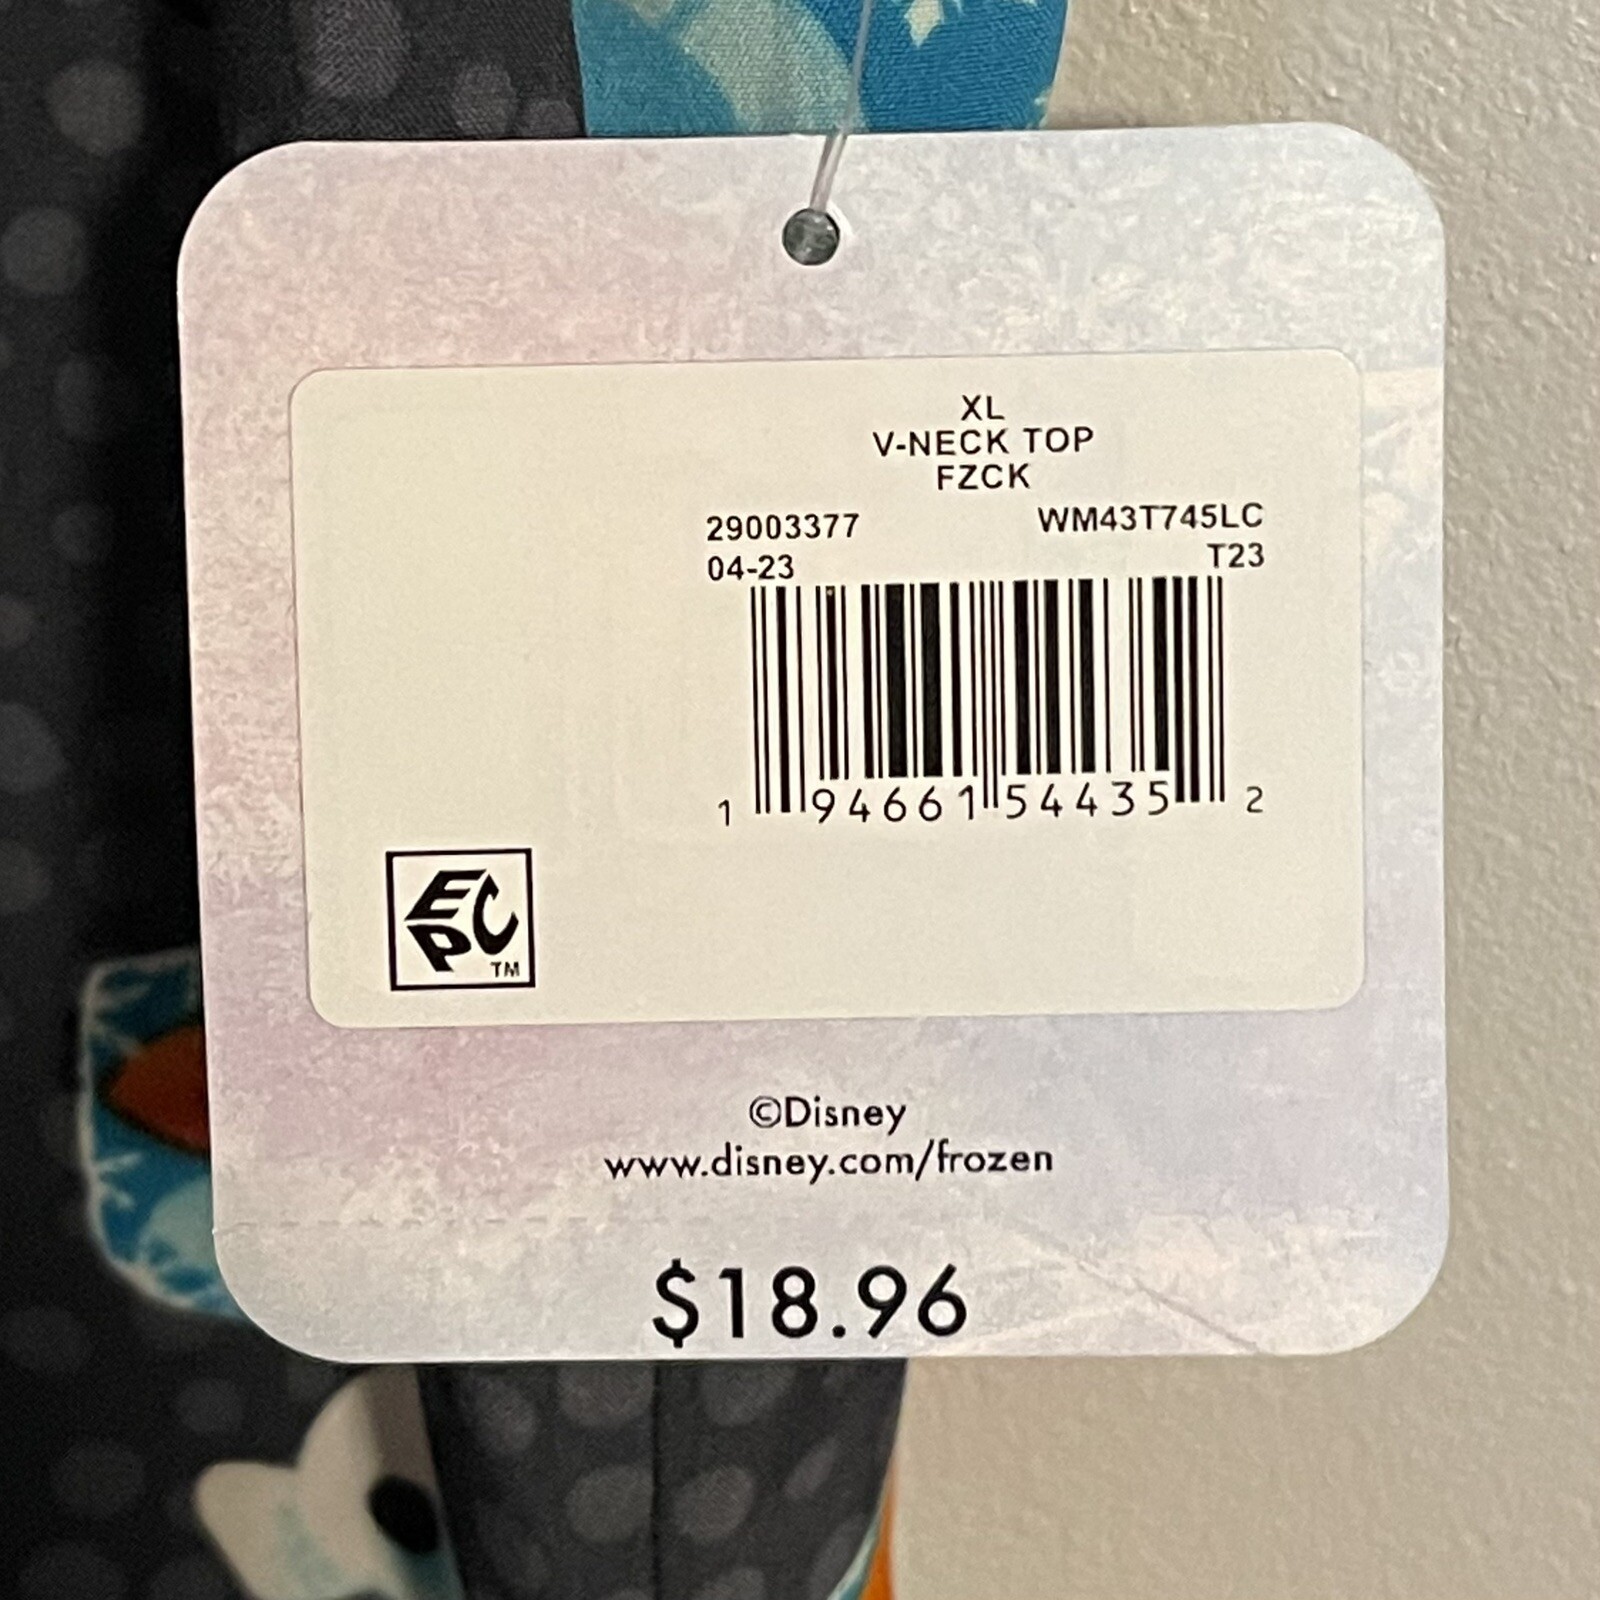 XL
V-NECK TOP
FZCK
29003377 WM43T745LC
04-23 T23
1 94661 54435 2
EPC TM
©Disney
www.disney.com/frozen
$18.96